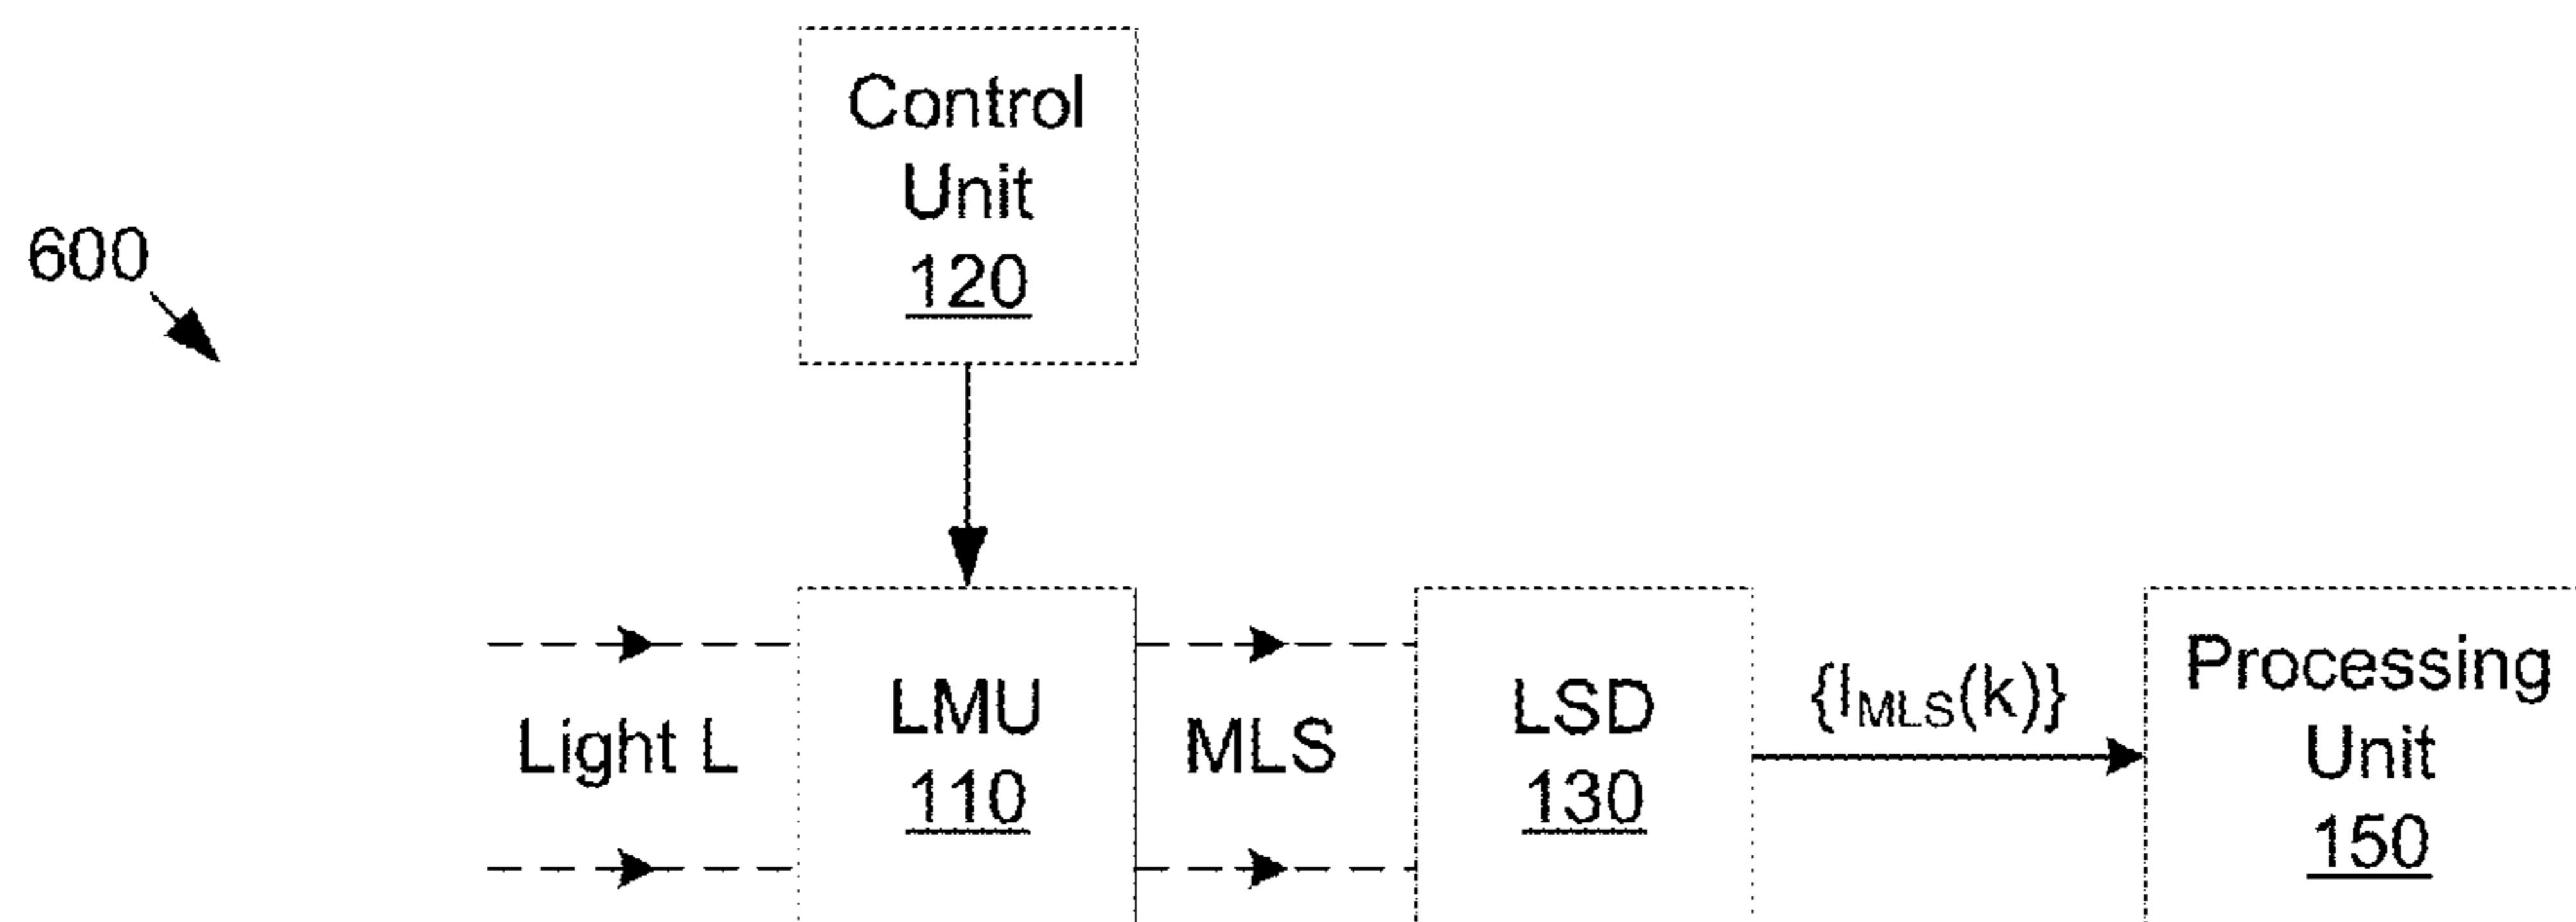 Control
Unit
120
600
Light L
LMU
110
MLS
LSD
130
{I_MLS(k)}
Processing
Unit
150